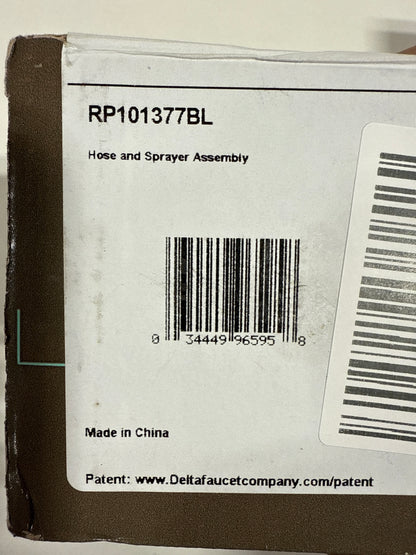 RP101377BL
Hose and Sprayer Assembly
0 34449 96595 8
Made in China
Patent: www.Deltafaucetcompany.com/patent